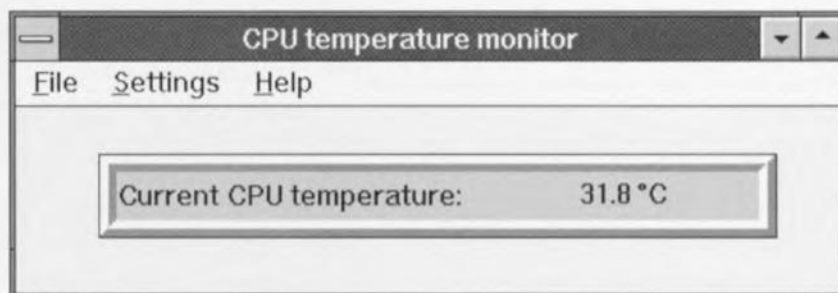 CPU temperature monitor
File Settings Help
Current CPU temperature: 31.8 °C